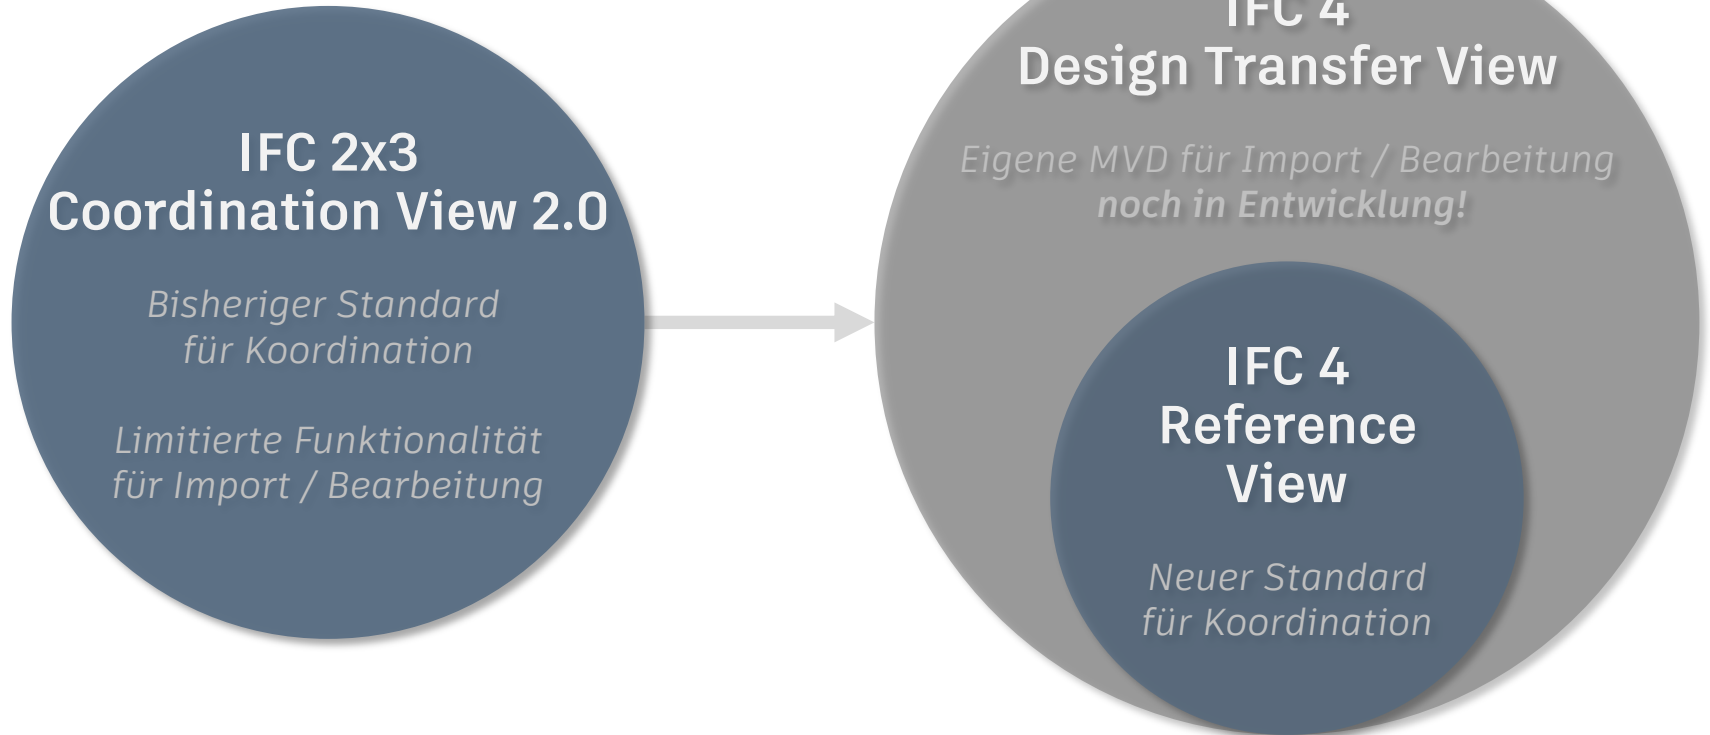 IFC 2x3
Coordination View 2.0
Bisheriger Standard
für Koordination
Limitierte Funktionalität
für Import / Bearbeitung
IFC 4
Design Transfer View
Eigene MVD für Import / Bearbeitung
noch in Entwicklung!
IFC 4
Reference
View
Neuer Standard
für Koordination